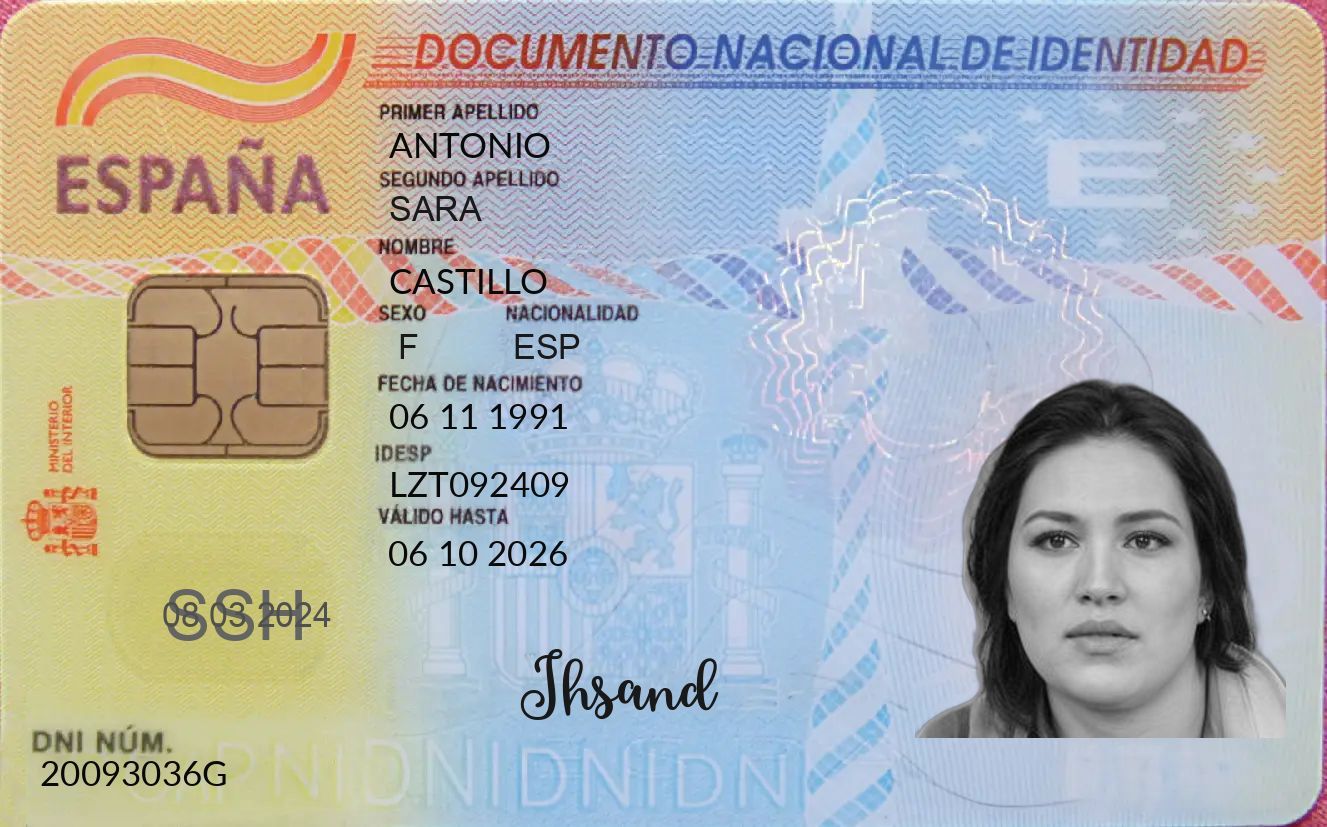 DOCUMENTO NACIONAL DE IDENTIDAD
ESPAÑA
PRIMER APELLIDO
ANTONIO
SEGUNDO APELLIDO
SARA
NOMBRE
CASTILLO
SEXO NACIONALIDAD
F ESP
FECHA DE NACIMIENTO
06 11 1991
IDESP
LZT092409
VÁLIDO HASTA
06 10 2026
MINISTERIO
DEL INTERIOR
E
SSH
08 03 2024
Jhsand
DNI NÚM.
20093036G
DNIDNIDNIDN